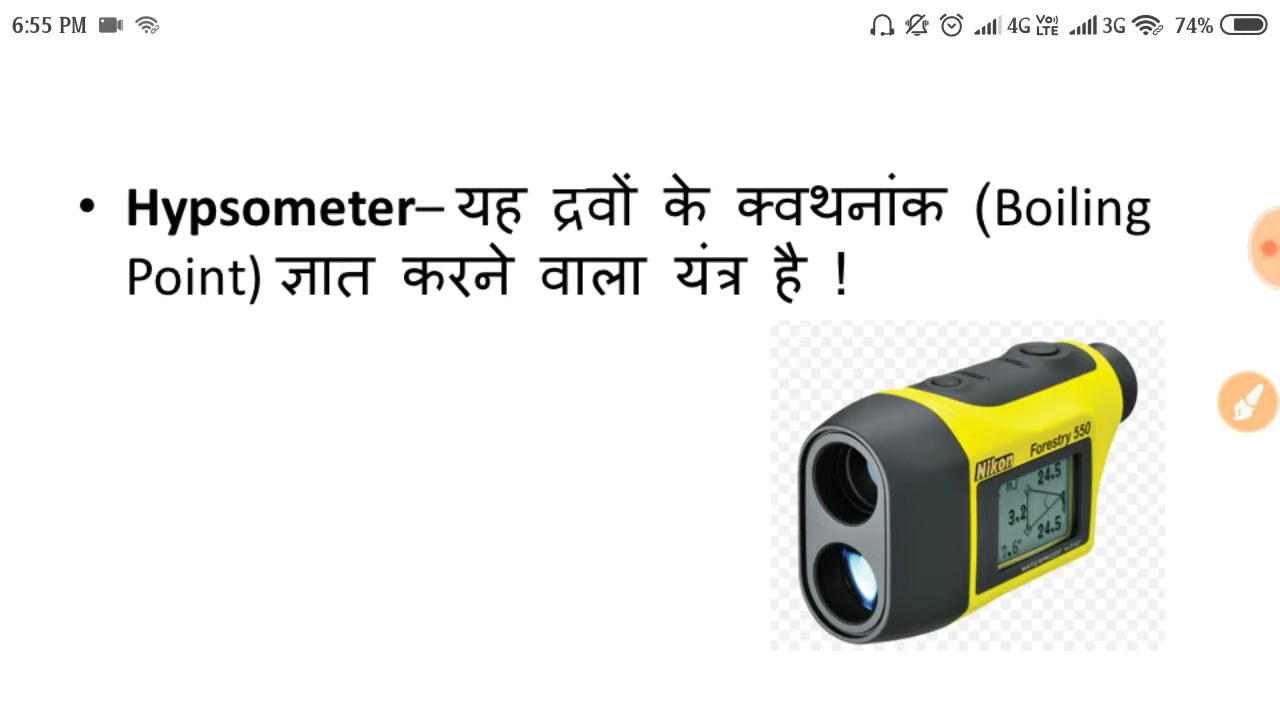 6:55 PM 4G VoLTE 3G 74%
• Hypsometer– यह द्रवों के क्वथनांक (Boiling
Point) ज्ञात करने वाला यंत्र है !
Forestry 550
Nikon
24.5
3.2
24.5